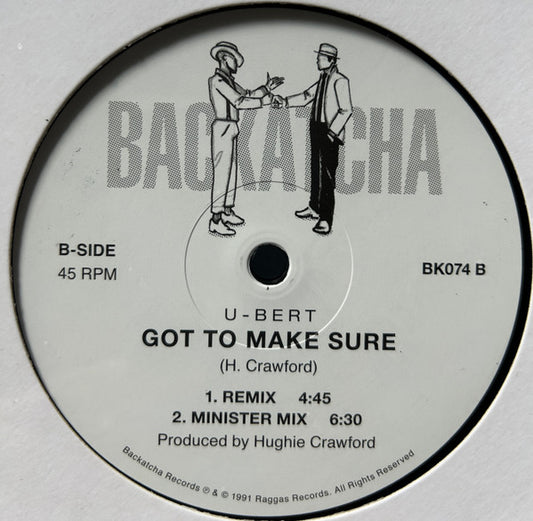 BACKATCHA
B-SIDE
45 RPM
BK074 B
U-BERT
GOT TO MAKE SURE
(H. Crawford)
1. REMIX 4:45
2. MINISTER MIX 6:30
Produced by Hughie Crawford
Backatcha Records ℗ & © 1991 Raggas Records. All Rights Reserved